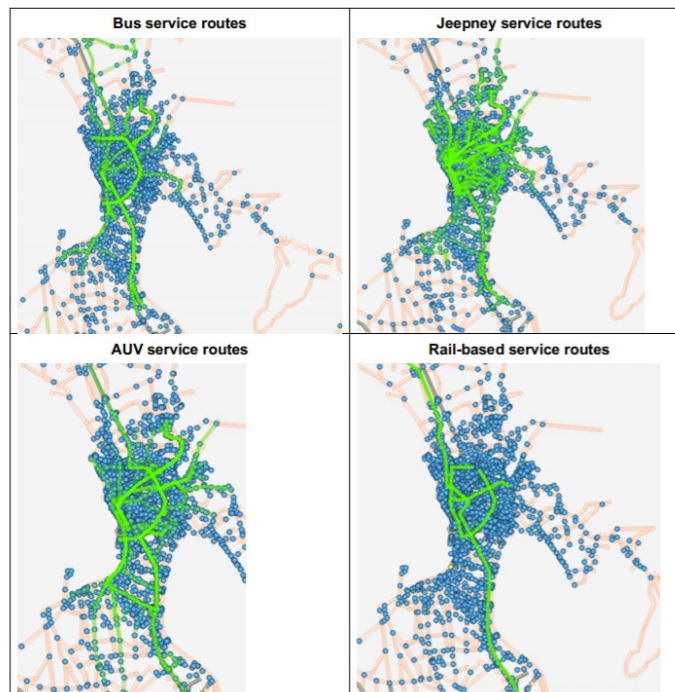 Bus service routes
Jeepney service routes
AUV service routes
Rail-based service routes